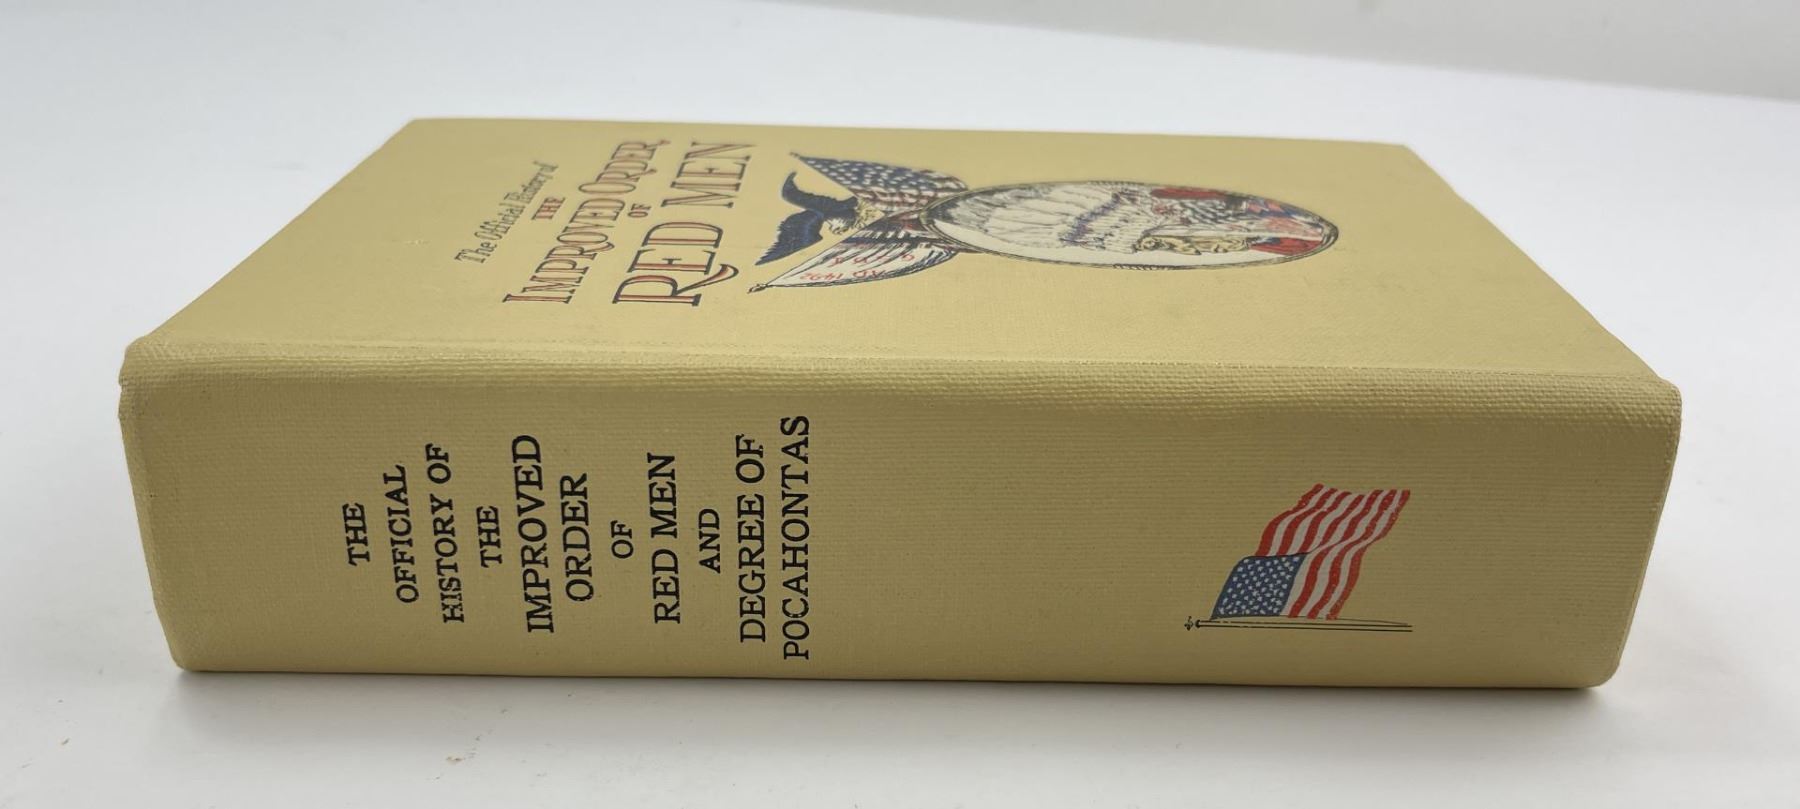 The Official History of
THE
IMPROVED ORDER
OF
RED MEN
THE
OFFICIAL
HISTORY OF
THE
IMPROVED
ORDER
OF
RED MEN
AND
DEGREE OF
POCAHONTAS